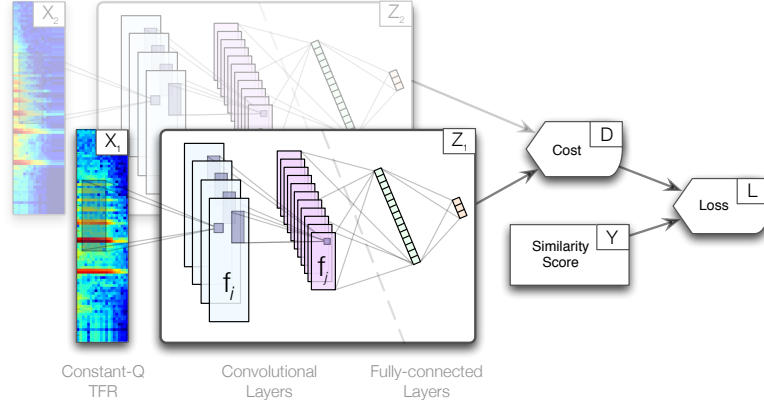 X2
Z2
X1
Z1
D
Cost
L
Loss
Y
Similarity
Score
fi
fj
Constant-Q
TFR
Convolutional
Layers
Fully-connected
Layers